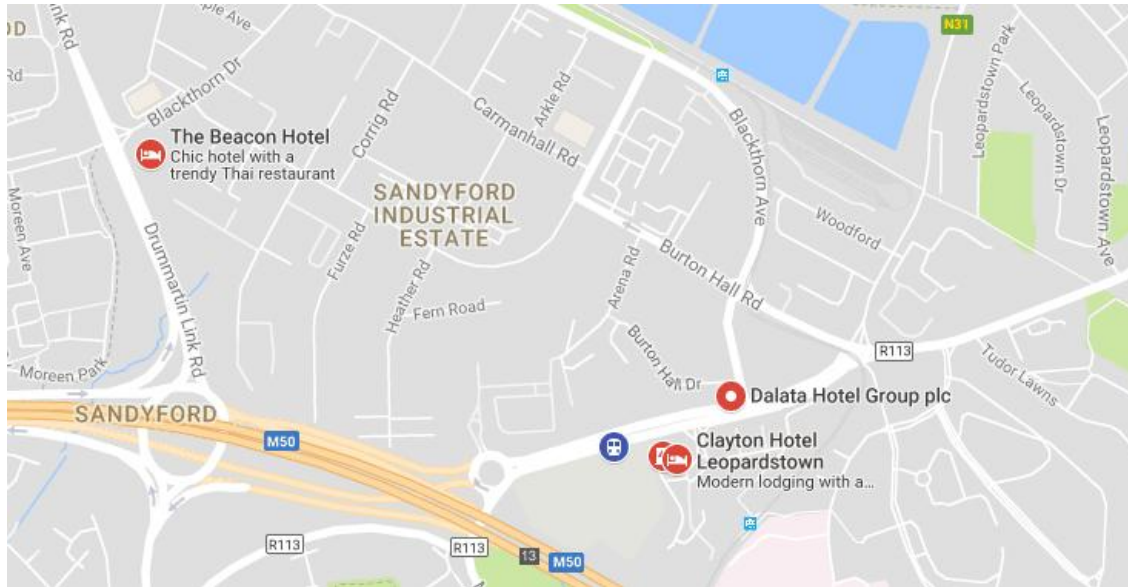 OD
Link Rd
ple Ave
Rd
Blackthorn Dr
The Beacon Hotel
Chic hotel with a
trendy Thai restaurant
Corrig Rd
Carmanhall Rd
Arkle Rd
N31
Leopardstown Park
Leopardstown Dr
Leopardstown Ave
Blackthorn Ave
SANDYFORD
INDUSTRIAL
ESTATE
Woodford
Moreen Ave
Drummartin Link Rd
Furze Rd
Heather Rd
Fern Road
Arena Rd
Burton Hall Rd
Burton Hall Dr
R113
Tudor Lawns
Moreen Park
SANDYFORD
M50
Dalata Hotel Group plc
Clayton Hotel
Leopardstown
Modern lodging with a...
R113
R113
13
M50